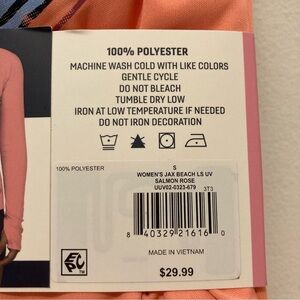 100% POLYESTER
MACHINE WASH COLD WITH LIKE COLORS
GENTLE CYCLE
DO NOT BLEACH
TUMBLE DRY LOW
IRON AT LOW TEMPERATURE IF NEEDED
DO NOT IRON DECORATION
100% POLYESTER
S
WOMEN'S JAX BEACH LS UV
SALMON ROSE
UUV02-0323-679
3T3
8 40329 21616 0
MADE IN VIETNAM
$29.99